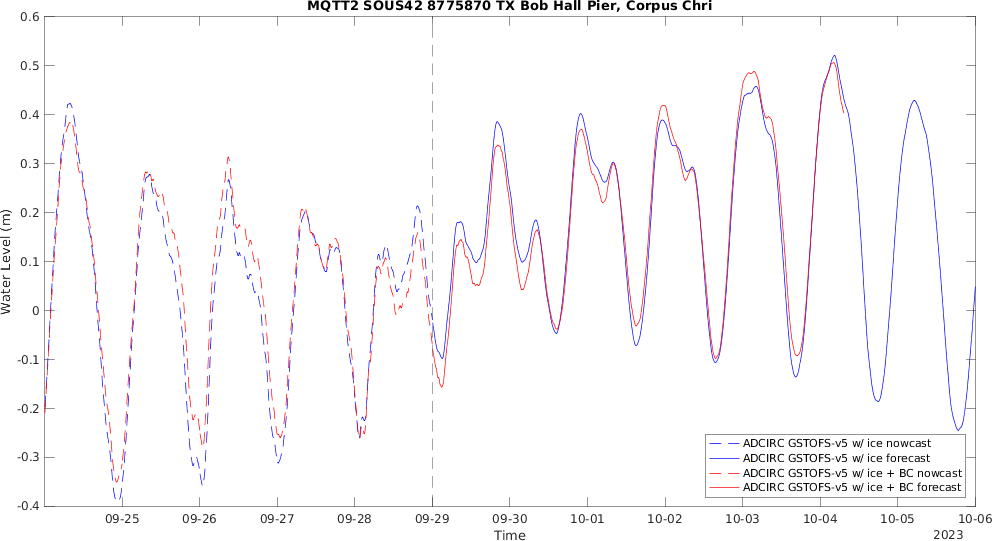 MQTT2 SOUS42 8775870 TX Bob Hall Pier, Corpus Chri
0.6
0.5
0.4
0.3
0.2
0.1
0
-0.1
-0.2
-0.3
-0.4
Water Level (m)
ADCIRC GSTOFS-v5 w/ ice nowcast
ADCIRC GSTOFS-v5 w/ ice forecast
ADCIRC GSTOFS-v5 w/ ice + BC nowcast
ADCIRC GSTOFS-v5 w/ ice + BC forecast
09-25 09-26 09-27 09-28 09-29 09-30 10-01 10-02 10-03 10-04 10-05 10-06
Time
2023